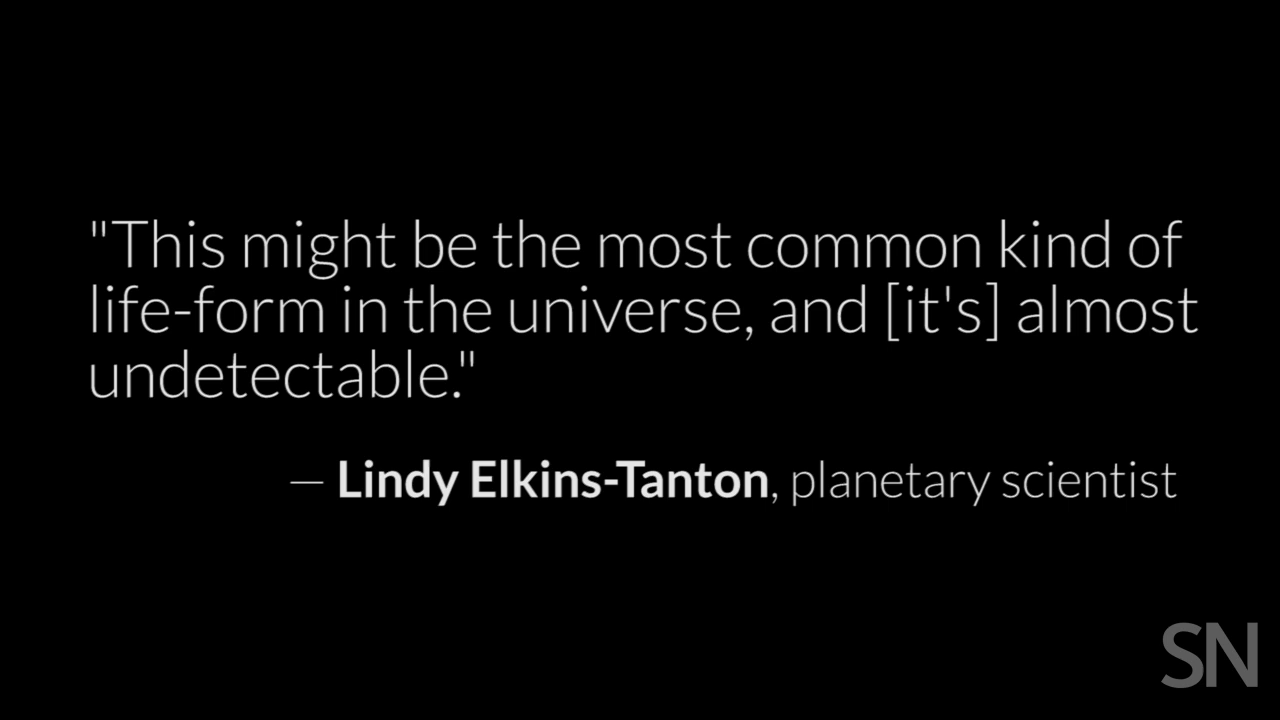 "This might be the most common kind of
life-form in the universe, and [it's] almost
undetectable."
— Lindy Elkins-Tanton, planetary scientist
SN